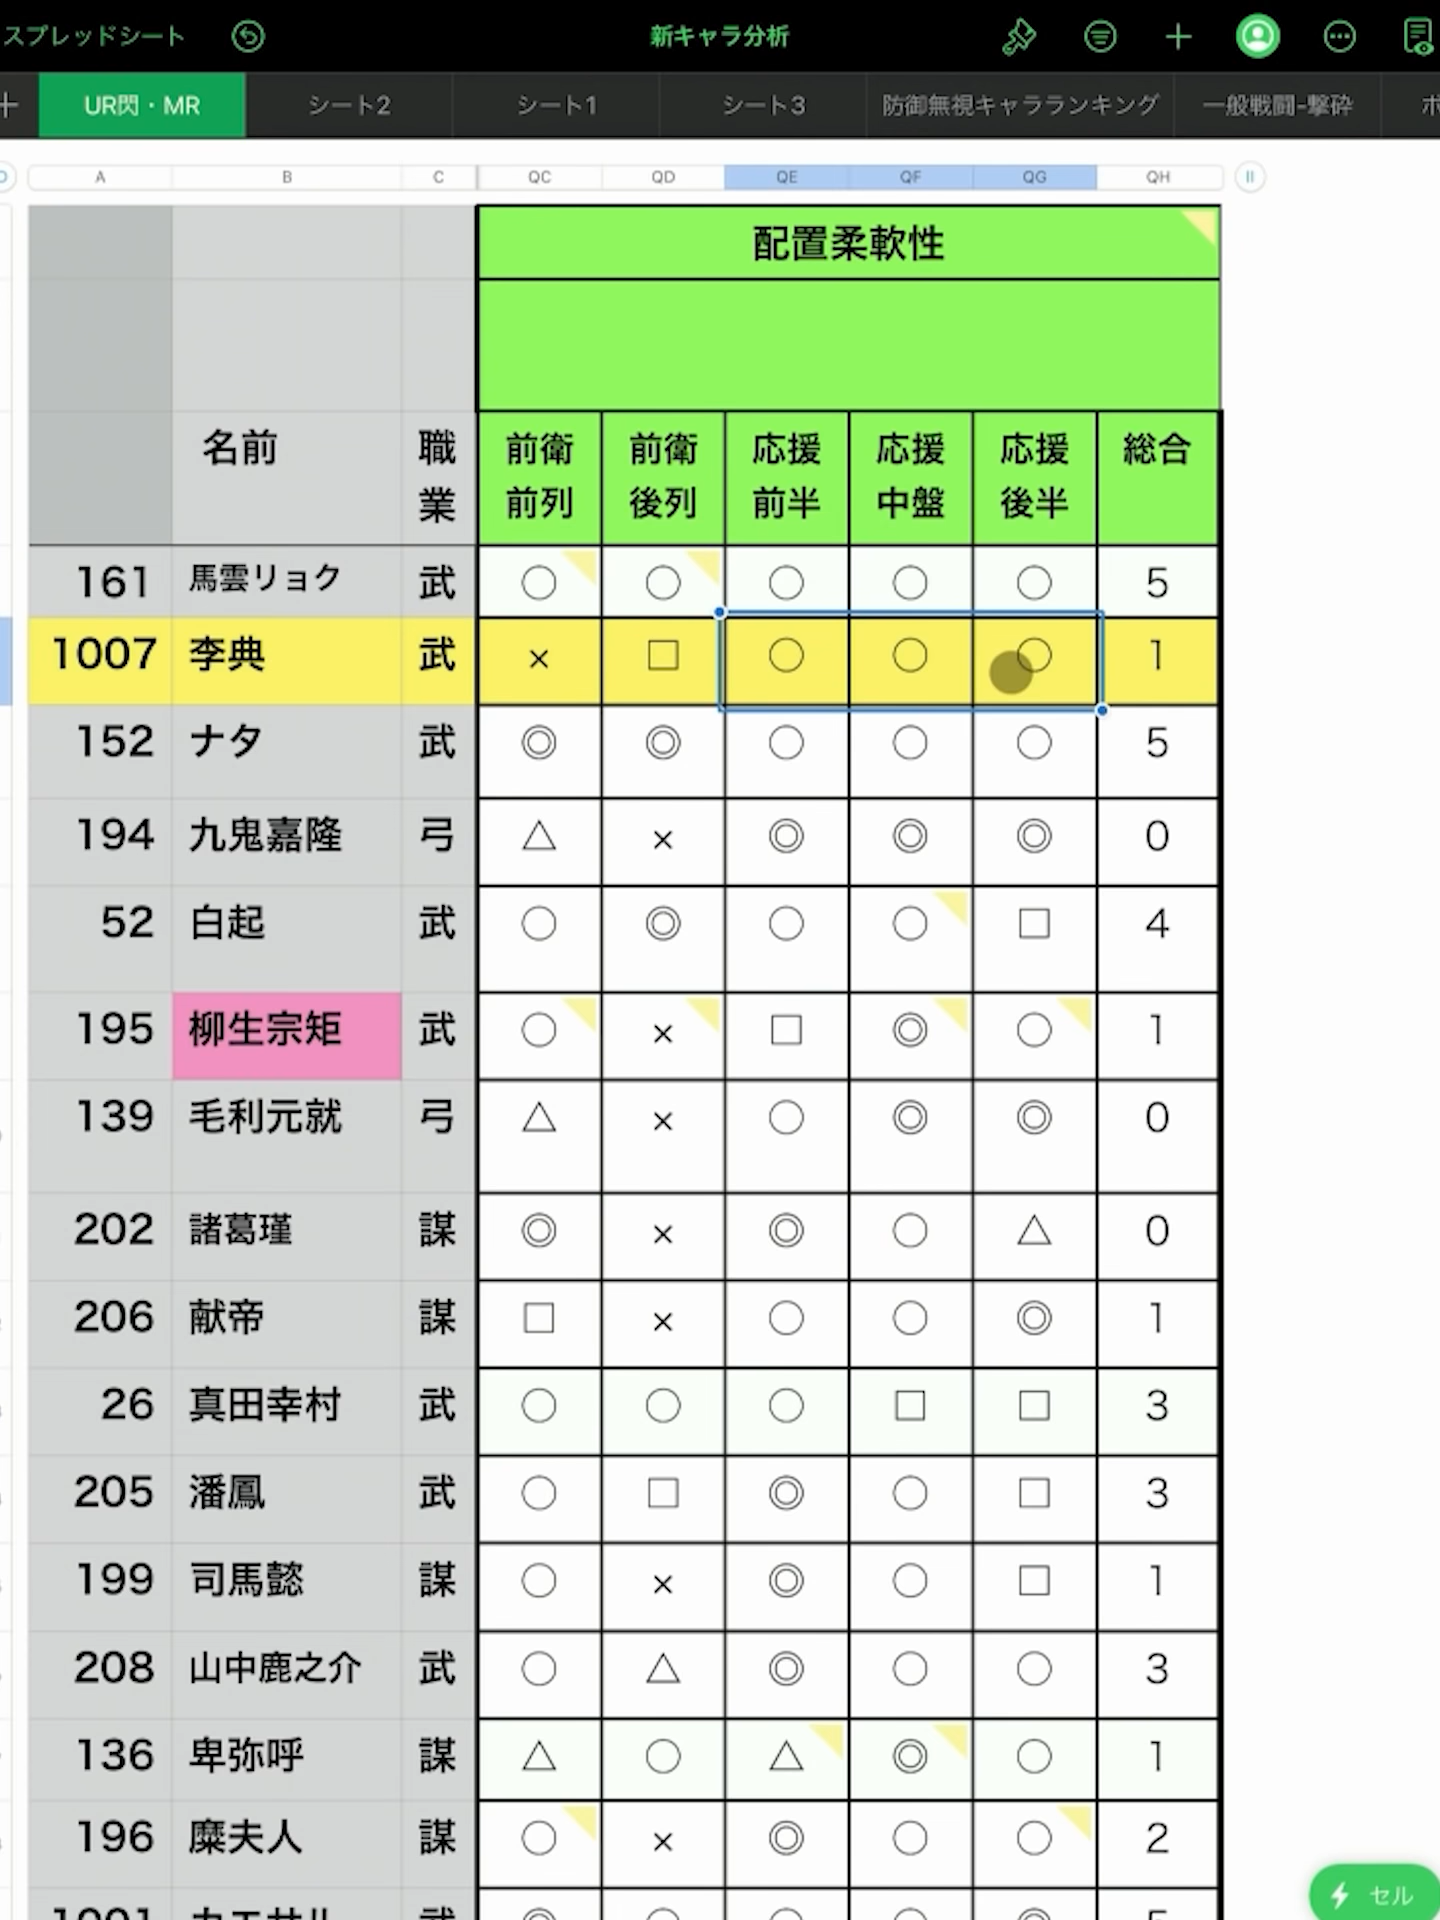 スプレッドシート 新キャラ分析
UR閃・MR シート2 シート1 シート3 防御無視キャラランキング 一般戦闘-撃砕
A B C QC QD QE QF QG QH
配置柔軟性
名前 職業 前衛前列 前衛後列 応援前半 応援中盤 応援後半 総合
161 馬雲リョク 武 ○ ○ ○ ○ ○ 5
1007 李典 武 × □ ○ ○ ○ 1
152 ナタ 武 ◎ ◎ ○ ○ ○ 5
194 九鬼嘉隆 弓 △ × ◎ ◎ ◎ 0
52 白起 武 ○ ◎ ○ ○ □ 4
195 柳生宗矩 武 ○ × □ ◎ ○ 1
139 毛利元就 弓 △ × ○ ◎ ◎ 0
202 諸葛瑾 謀 ◎ × ◎ ○ △ 0
206 献帝 謀 □ × ○ ○ ◎ 1
26 真田幸村 武 ○ ○ ○ □ □ 3
205 潘鳳 武 ○ □ ◎ ○ □ 3
199 司馬懿 謀 ○ × ◎ ○ □ 1
208 山中鹿之介 武 ○ △ ◎ ○ ○ 3
136 卑弥呼 謀 △ ○ △ ◎ ○ 1
196 糜夫人 謀 ○ × ◎ ○ ○ 2
セル